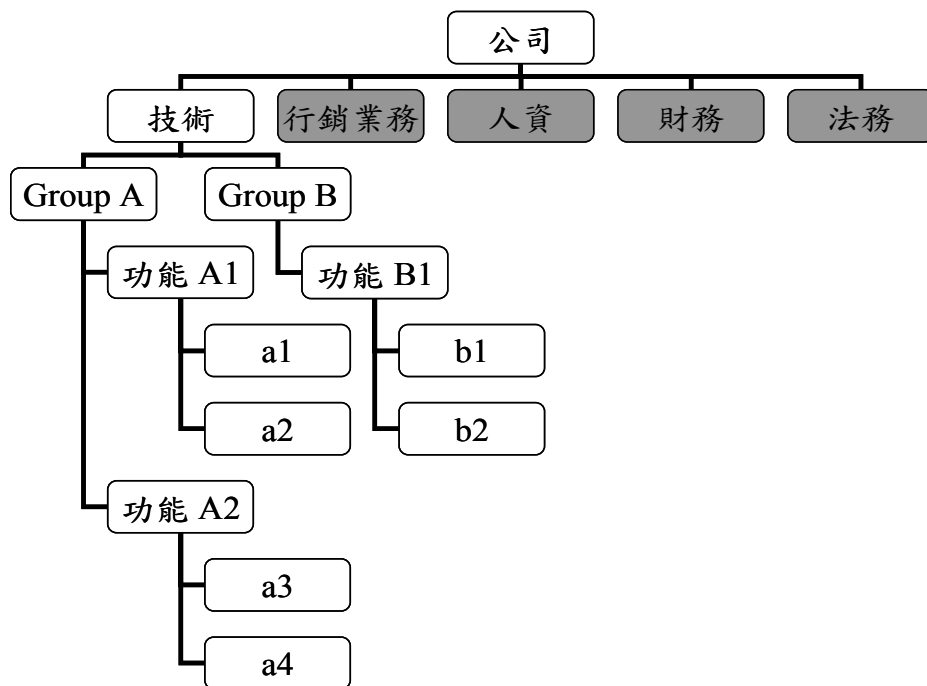 公司
技術
行銷業務
人資
財務
法務
Group A
Group B
功能 A1
功能 B1
a1
b1
a2
b2
功能 A2
a3
a4